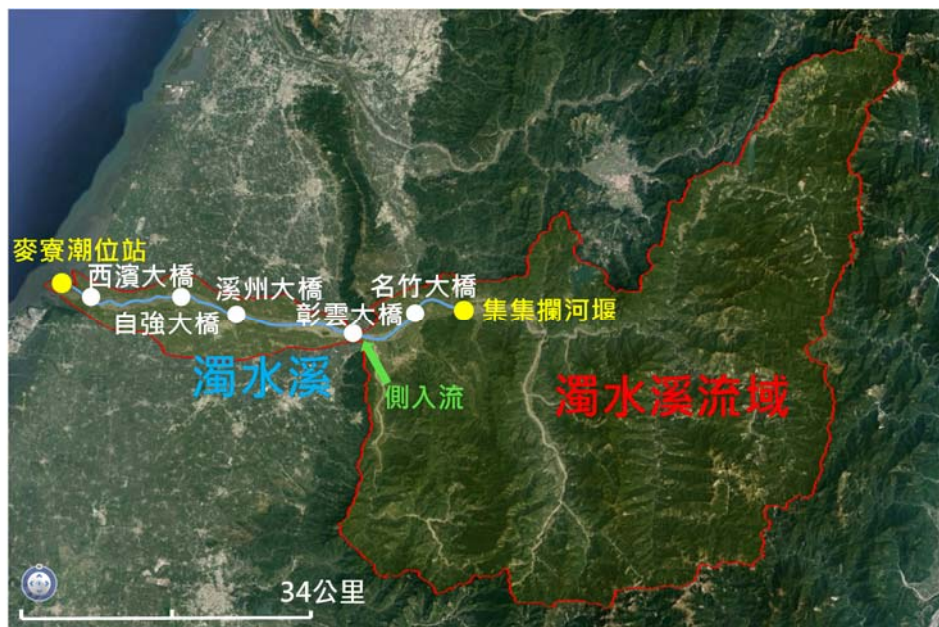 麥寮潮位站
西濱大橋
自強大橋
溪州大橋
彰雲大橋
名竹大橋
集集攔河堰
濁水溪
側入流
濁水溪流域
34公里